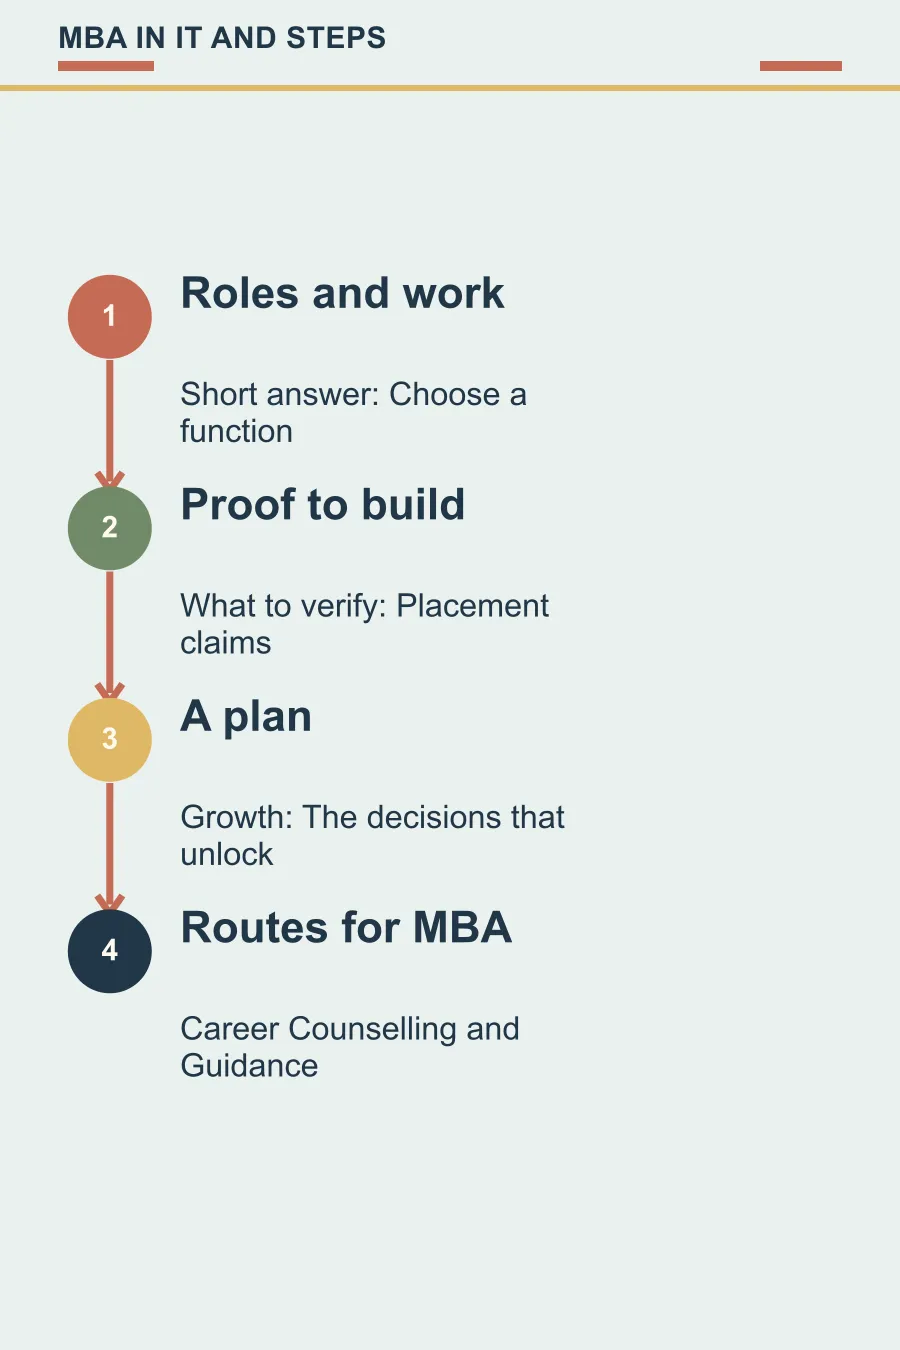 MBA IN IT AND STEPS
1
Roles and work
Short answer: Choose a
function
2
Proof to build
What to verify: Placement
claims
3
A plan
Growth: The decisions that
unlock
4
Routes for MBA
Career Counselling and
Guidance